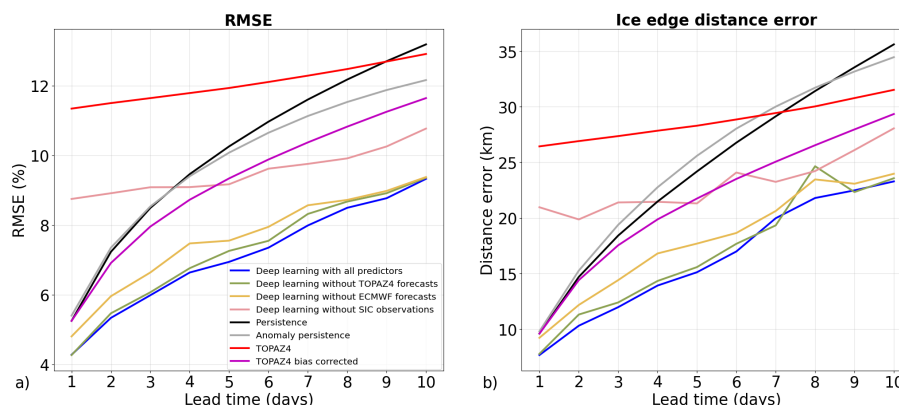 RMSE
RMSE (%)
12
10
8
6
4
Deep learning with all predictors
Deep learning without TOPAZ4 forecasts
Deep learning without ECMWF forecasts
Deep learning without SIC observations
Persistence
Anomaly persistence
TOPAZ4
TOPAZ4 bias corrected
1 2 3 4 5 6 7 8 9 10
a)
Lead time (days)
Ice edge distance error
Distance error (km)
35
30
25
20
15
10
1 2 3 4 5 6 7 8 9 10
b)
Lead time (days)